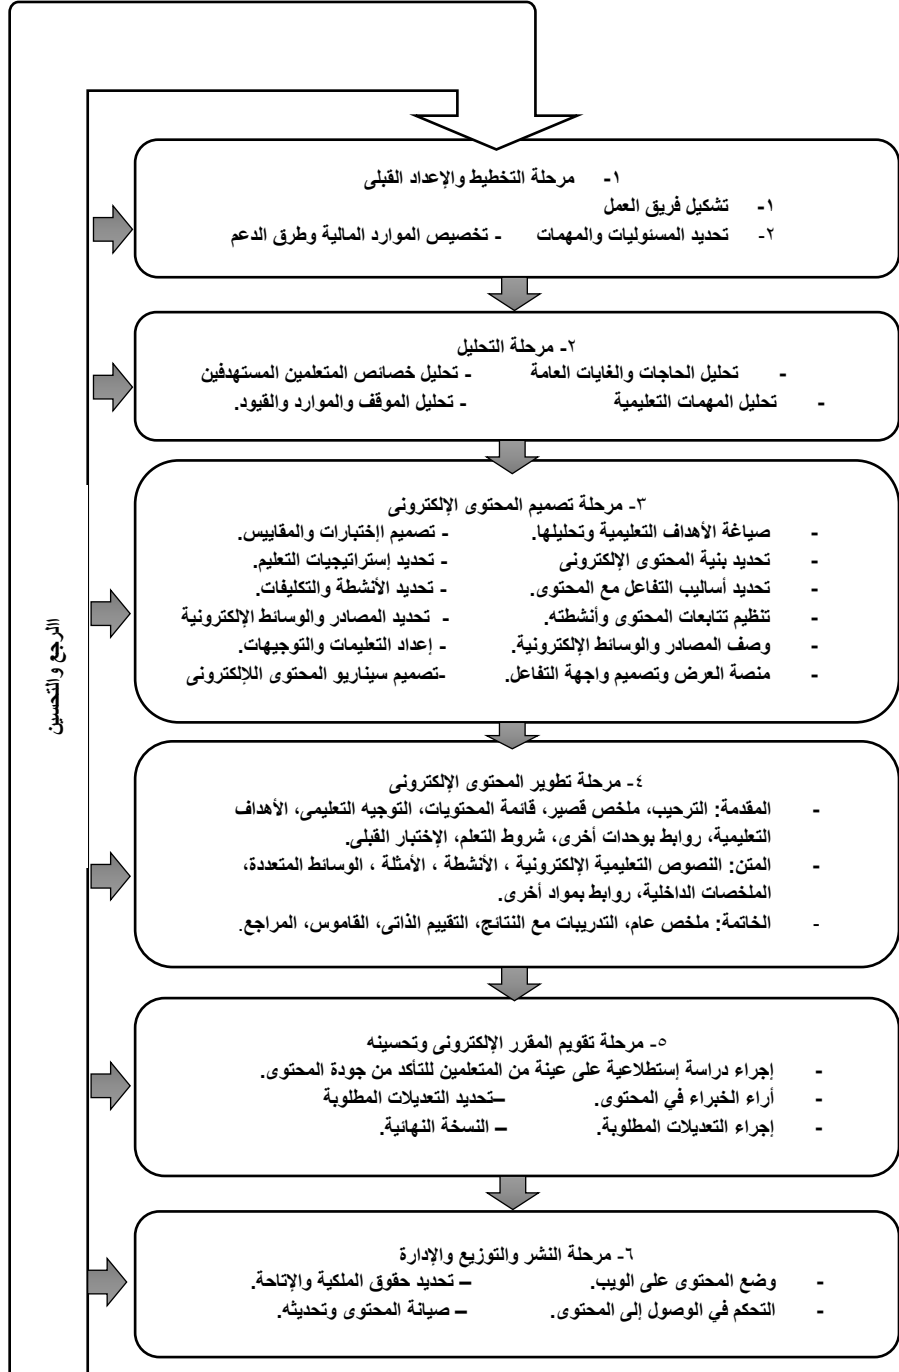 ١- مرحلة التخطيط والإعداد القبلى
١- تشكيل فريق العمل
٢- تحديد المسئوليات والمهمات - تخصيص الموارد المالية وطرق الدعم
٢- مرحلة التحليل
- تحليل الحاجات والغايات العامة - تحليل خصائص المتعلمين المستهدفين
- تحليل المهمات التعليمية - تحليل الموقف والموارد والقيود.
٣- مرحلة تصميم المحتوى الإلكترونى
- صياغة الأهداف التعليمية وتحليلها. - تصميم اإختبارات والمقاييس.
- تحديد بنية المحتوى الإلكترونى - تحديد إستراتيجيات التعليم.
- تحديد أساليب التفاعل مع المحتوى. - تحديد الأنشطة والتكليفات.
- تنظيم تتابعات المحتوى وأنشطته. - تحديد المصادر والوسائط الإلكترونية
- وصف المصادر والوسائط الإلكترونية. - إعداد التعليمات والتوجيهات.
- منصة العرض وتصميم واجهة التفاعل. -تصميم سيناريو المحتوى اللإلكترونى
٤- مرحلة تطوير المحتوى الإلكترونى
- المقدمة: الترحيب، ملخص قصير، قائمة المحتويات، التوجيه التعليمى، الأهداف
التعليمية، روابط بوحدات أخرى، شروط التعلم، الإختبار القبلى.
- المتن: النصوص التعليمية الإلكترونية ، الأنشطة ، الأمثلة ، الوسائط المتعددة،
الملخصات الداخلية، روابط بمواد أخرى.
- الخاتمة: ملخص عام، التدريبات مع النتائج، التقييم الذاتى، القاموس، المراجع.
٥- مرحلة تقويم المقرر الإلكترونى وتحسينه
- إجراء دراسة إستطلاعية على عينة من المتعلمين للتأكد من جودة المحتوى.
- أراء الخبراء في المحتوى. –تحديد التعديلات المطلوبة
- إجراء التعديلات المطلوبة. – النسخة النهائية.
٦- مرحلة النشر والتوزيع والإدارة
- وضع المحتوى على الويب. – تحديد حقوق الملكية والإتاحة.
- التحكم في الوصول إلى المحتوى. – صيانة المحتوى وتحديثه.
االرجع والتحسين